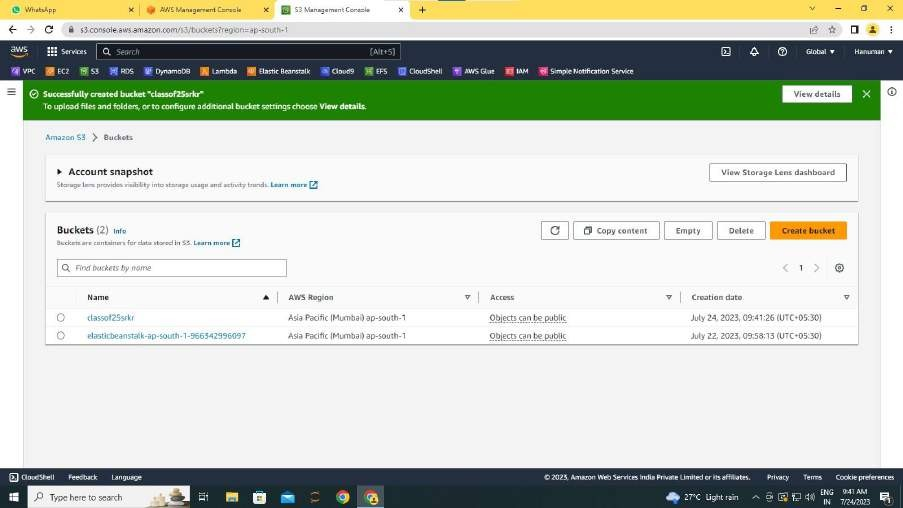 WhatsApp
AWS Management Console
S3 Management Console
s3.console.aws.amazon.com/s3/buckets?region=ap-south-1
aws Services Search [Alt+S] Global Hanuman
VPC EC2 S3 RDS DynamoDB Lambda Elastic Beanstalk Cloud9 EFS CloudShell AWS Glue IAM Simple Notification Service
Successfully created bucket "classof25srkr"
To upload files and folders, or to configure additional bucket settings choose View details.
View details
Amazon S3 Buckets
Account snapshot
Storage lens provides visibility into storage usage and activity trends. Learn more
View Storage Lens dashboard
Buckets (2) Info
Buckets are containers for data stored in S3. Learn more
Copy content Empty Delete Create bucket
Find buckets by name
1
Name AWS Region Access Creation date
classof25srkr Asia Pacific (Mumbai) ap-south-1 Objects can be public July 24, 2023, 09:41:26 (UTC+05:30)
elasticbeanstalk-ap-south-1-966342996097 Asia Pacific (Mumbai) ap-south-1 Objects can be public July 22, 2023, 09:58:13 (UTC+05:30)
CloudShell Feedback Language © 2023, Amazon Web Services India Private Limited or its affiliates. Privacy Terms Cookie preferences
Type here to search
27°C Light rain
ENG
IN
9:41 AM
7/24/2023